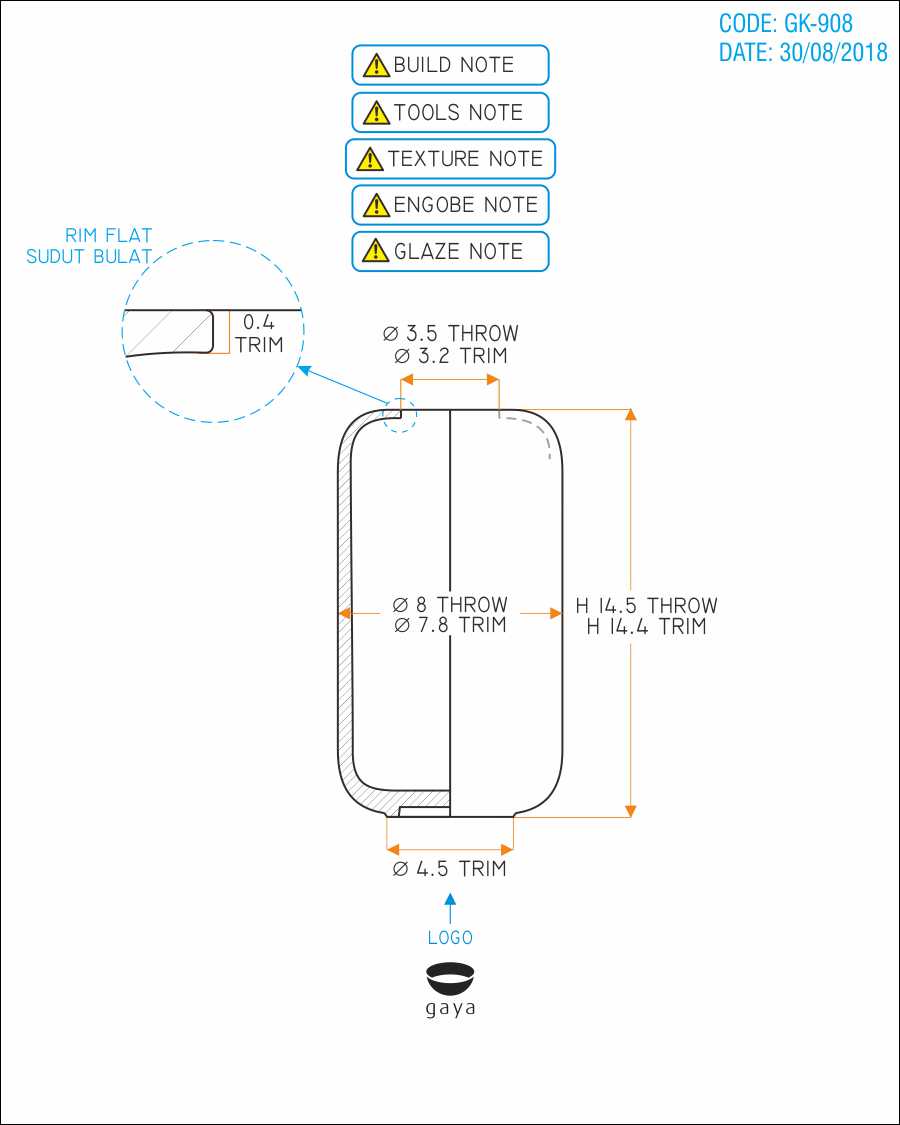 CODE: GK-908
DATE: 30/08/2018
BUILD NOTE
TOOLS NOTE
TEXTURE NOTE
ENGOBE NOTE
GLAZE NOTE
RIM FLAT
SUDUT BULAT
0.4
TRIM
Ø 3.5 THROW
Ø 3.2 TRIM
Ø 8 THROW
Ø 7.8 TRIM
H 14.5 THROW
H 14.4 TRIM
Ø 4.5 TRIM
LOGO
gaya